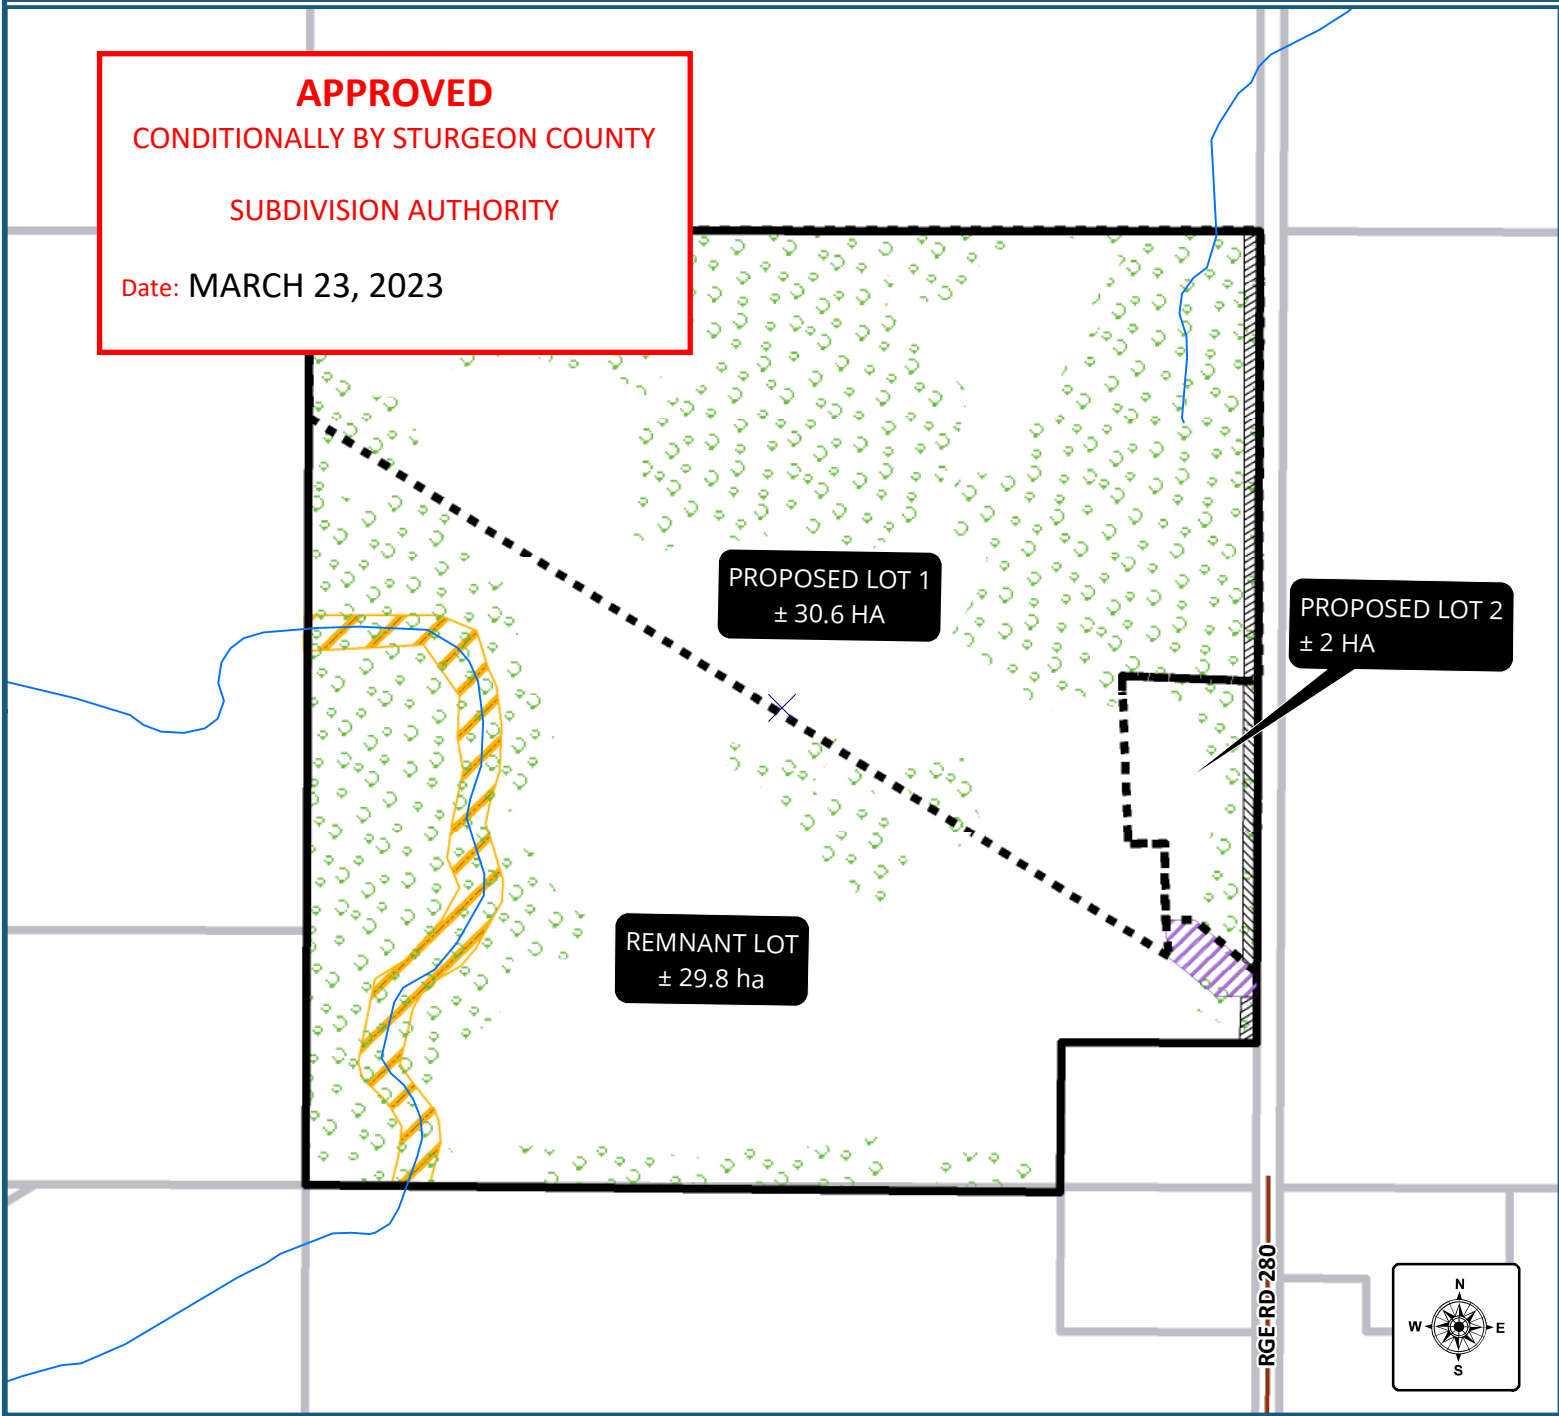 APPROVED
CONDITIONALLY BY STURGEON COUNTY
SUBDIVISION AUTHORITY
Date: MARCH 23, 2023
PROPOSED LOT 1
± 30.6 HA
PROPOSED LOT 2
± 2 HA
REMNANT LOT
± 29.8 ha
RGE RD 280
N
W
E
S